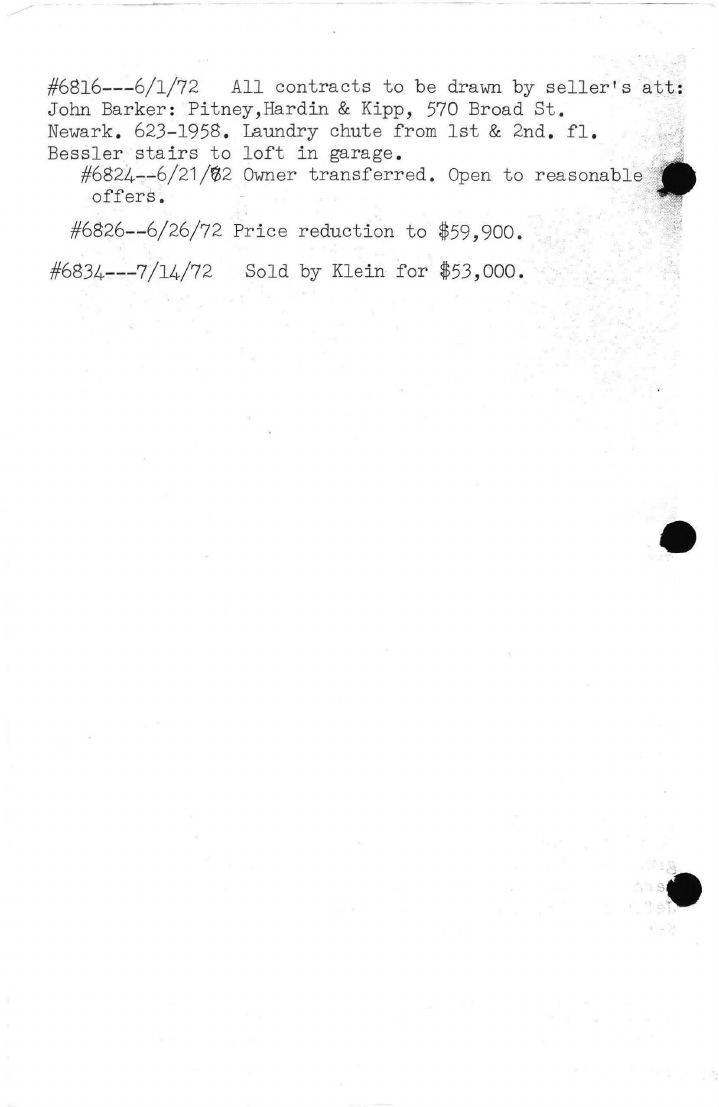 #6816---6/1/72 All contracts to be drawn by seller's att:
John Barker: Pitney,Hardin & Kipp, 570 Broad St.
Newark. 623-1958. Laundry chute from 1st & 2nd. fl.
Bessler stairs to loft in garage.
#6824--6/21/72 Owner transferred. Open to reasonable
offers.
#6826--6/26/72 Price reduction to $59,900.
#6834---7/14/72 Sold by Klein for $53,000.